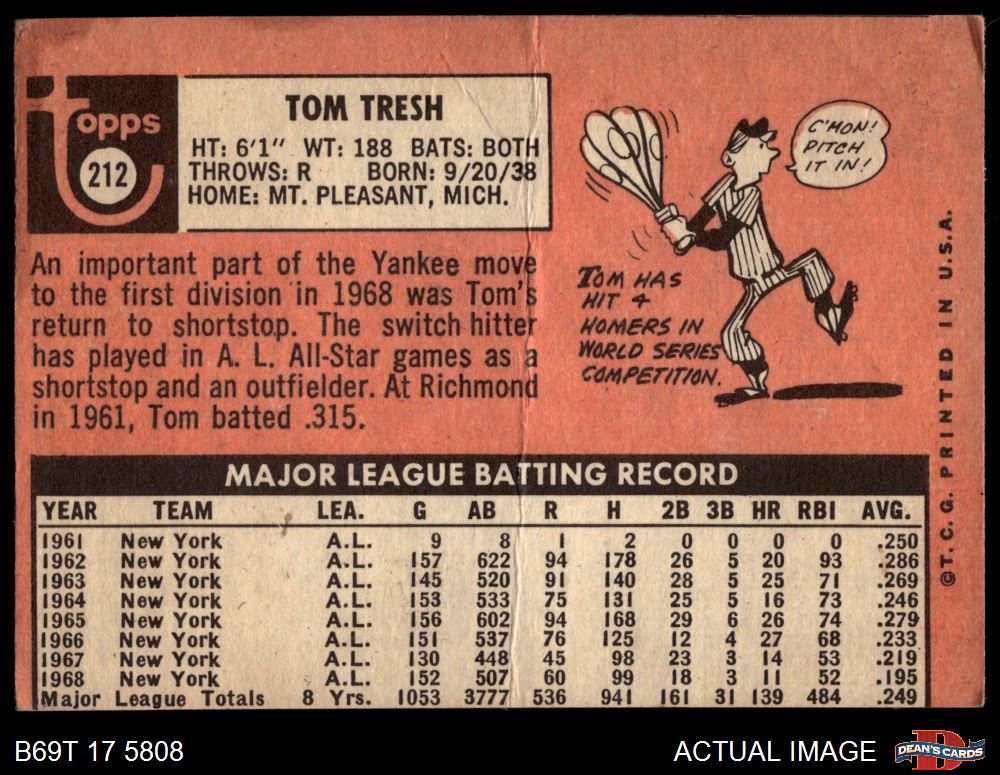 Topps
212
TOM TRESH
HT: 6'1" WT: 188 BATS: BOTH
THROWS: R BORN: 9/20/38
HOME: MT. PLEASANT, MICH.
An important part of the Yankee move
to the first division in 1968 was Tom's
return to shortstop. The switch hitter
has played in A. L. All-Star games as a
shortstop and an outfielder. At Richmond
in 1961, Tom batted .315.
C'MON!
PITCH
IT IN!
TOM HAS
HIT 4
HOMERS IN
WORLD SERIES
COMPETITION.
©T. C. G. PRINTED IN U.S.A.
MAJOR LEAGUE BATTING RECORD
YEAR TEAM LEA. G AB R H 2B 3B HR RBI AVG.
1961 New York A.L. 9 8 1 2 0 0 0 0 .250
1962 New York A.L. 157 622 94 178 26 5 20 93 .286
1963 New York A.L. 145 520 91 140 28 5 25 71 .269
1964 New York A.L. 153 533 75 131 25 5 16 73 .246
1965 New York A.L. 156 602 94 168 29 6 26 74 .279
1966 New York A.L. 151 537 76 125 12 4 27 68 .233
1967 New York A.L. 130 448 45 98 23 3 14 53 .219
1968 New York A.L. 152 507 60 99 18 3 11 52 .195
Major League Totals 8 Yrs. 1053 3777 536 941 161 31 139 484 .249
B69T 17 5808
ACTUAL IMAGE
D
DEAN'S CARDS